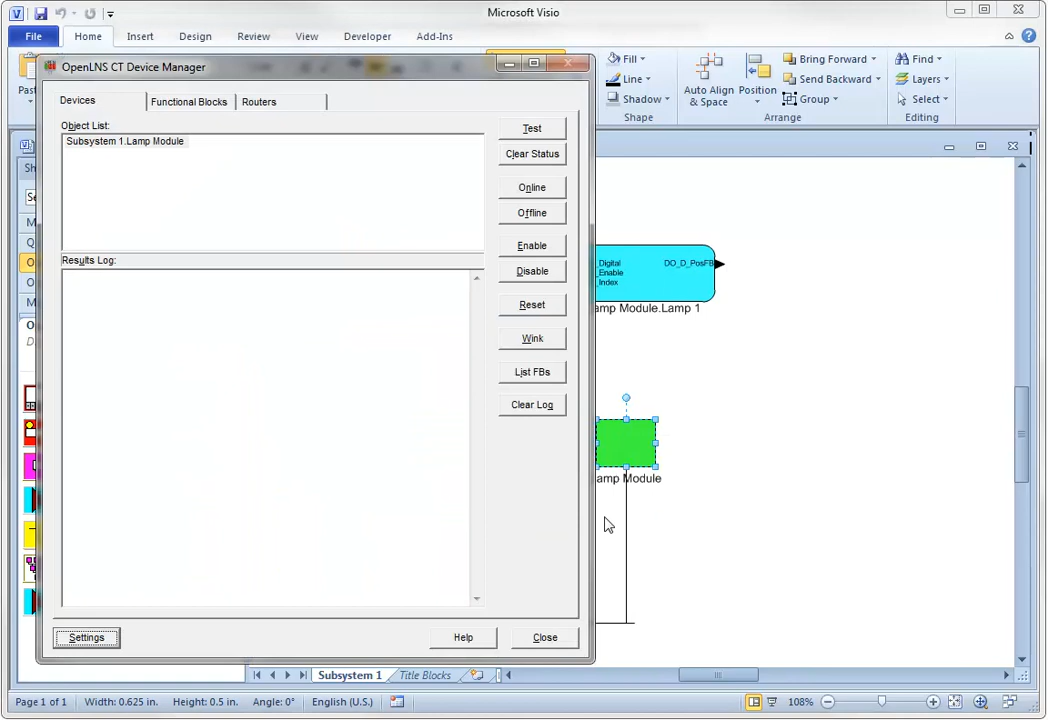 Microsoft Visio
File Home Insert Design Review View Developer Add-Ins
OpenLNS CT Device Manager
Devices Functional Blocks Routers
Object List:
Subsystem 1.Lamp Module
Results Log:
Test
Clear Status
Online
Offline
Enable
Disable
Reset
Wink
List FBs
Clear Log
Settings Help Close
Fill
Line
Shadow
Shape
Auto Align & Space
Position
Bring Forward
Send Backward
Group
Arrange
Find
Layers
Select
Editing
_Digital DO_D_PosFB
_Enable
_Index
amp Module.Lamp 1
amp Module
Subsystem 1 Title Blocks
Page 1 of 1 Width: 0.625 in. Height: 0.5 in. Angle: 0° English (U.S.) 108%